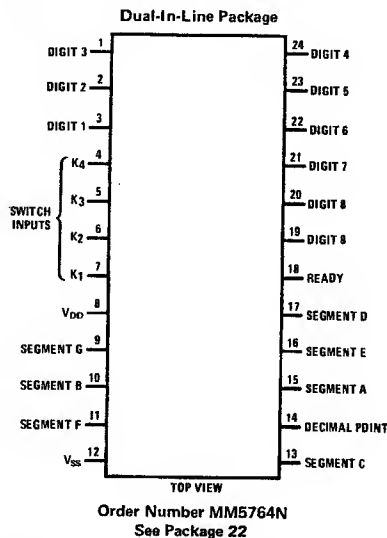 Dual-In-Line Package
DIGIT 3 1
24 DIGIT 4
DIGIT 2 2
23 DIGIT 5
DIGIT 1 3
22 DIGIT 6
K4 4
21 DIGIT 7
K3 5
20 DIGIT 8
SWITCH
INPUTS
K2 6
19 DIGIT 8
K1 7
18 READY
VDD 8
17 SEGMENT D
SEGMENT G 9
16 SEGMENT E
SEGMENT B 10
15 SEGMENT A
SEGMENT F 11
14 DECIMAL POINT
VSS 12
13 SEGMENT C
TOP VIEW
Order Number MM5764N
See Package 22